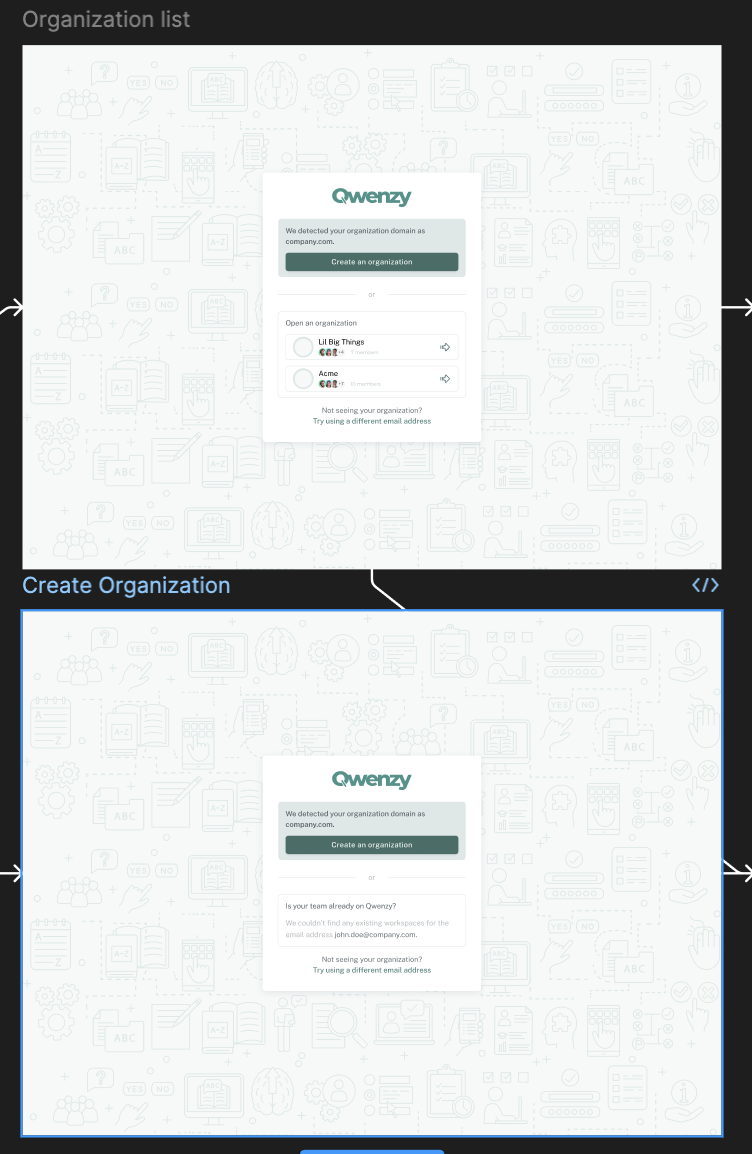 Organization list
Qwenzy
We detected your organization domain as
company.com.
Create an organization
or
Open an organization
Lil Big Things
+4 7 members
Acme
+7 10 members
Not seeing your organization?
Try using a different email address
Create Organization
</>
Qwenzy
We detected your organization domain as
company.com.
Create an organization
or
Is your team already on Qwenzy?
We couldn't find any existing workspaces for the
email address john.doe@company.com.
Not seeing your organization?
Try using a different email address